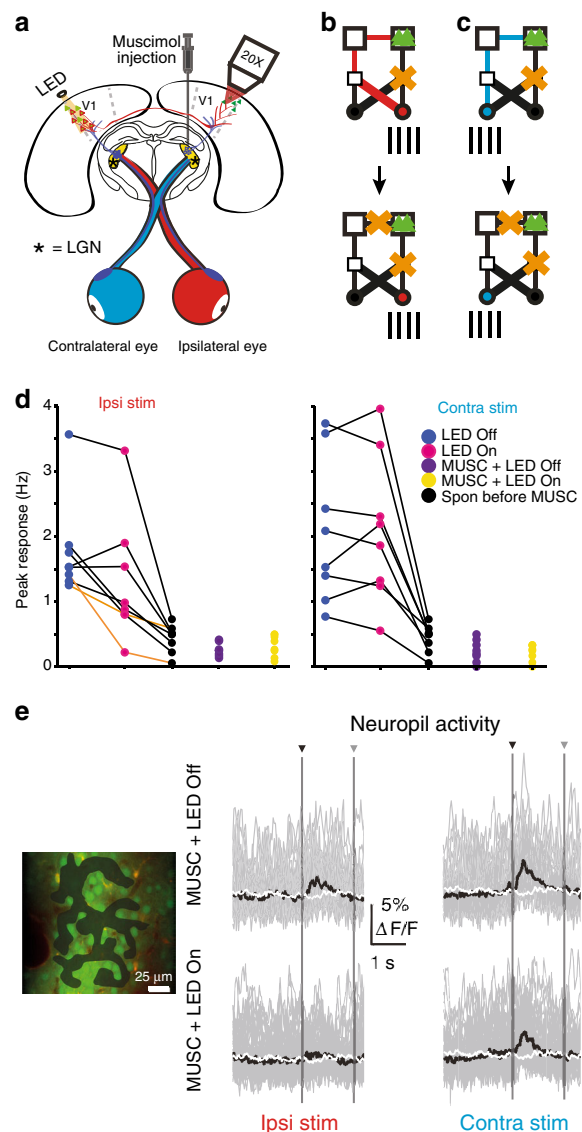 a
b
c
Muscimol
injection
LED
20X
V1
V1
* = LGN
Contralateral eye
Ipsilateral eye
d
Ipsi stim
Contra stim
LED Off
LED On
MUSC + LED Off
MUSC + LED On
Spon before MUSC
Peak response (Hz)
4
3
2
1
0
e
Neuropil activity
MUSC + LED Off
MUSC + LED On
25 μm
5%
Δ F/F
1 s
Ipsi stim
Contra stim